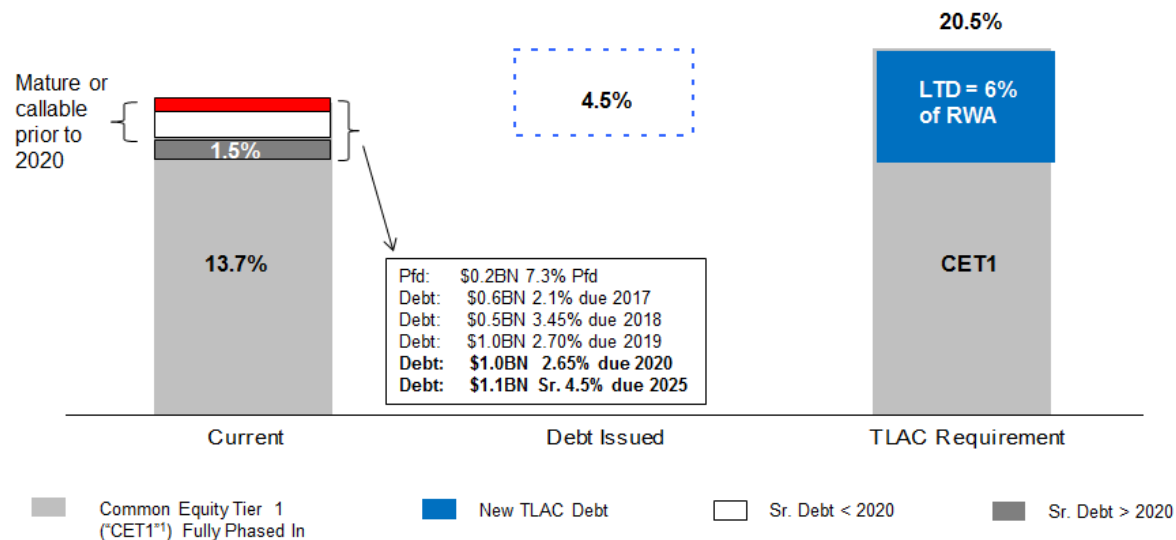 20.5%
Mature or
callable
prior to
2020
1.5%
13.7%
4.5%
LTD = 6%
of RWA
CET1
Pfd: $0.2BN 7.3% Pfd
Debt: $0.6BN 2.1% due 2017
Debt: $0.5BN 3.45% due 2018
Debt: $1.0BN 2.70% due 2019
Debt: $1.0BN 2.65% due 2020
Debt: $1.1BN Sr. 4.5% due 2025
Current
Debt Issued
TLAC Requirement
Common Equity Tier 1
("CET1"¹) Fully Phased In
New TLAC Debt
Sr. Debt < 2020
Sr. Debt > 2020